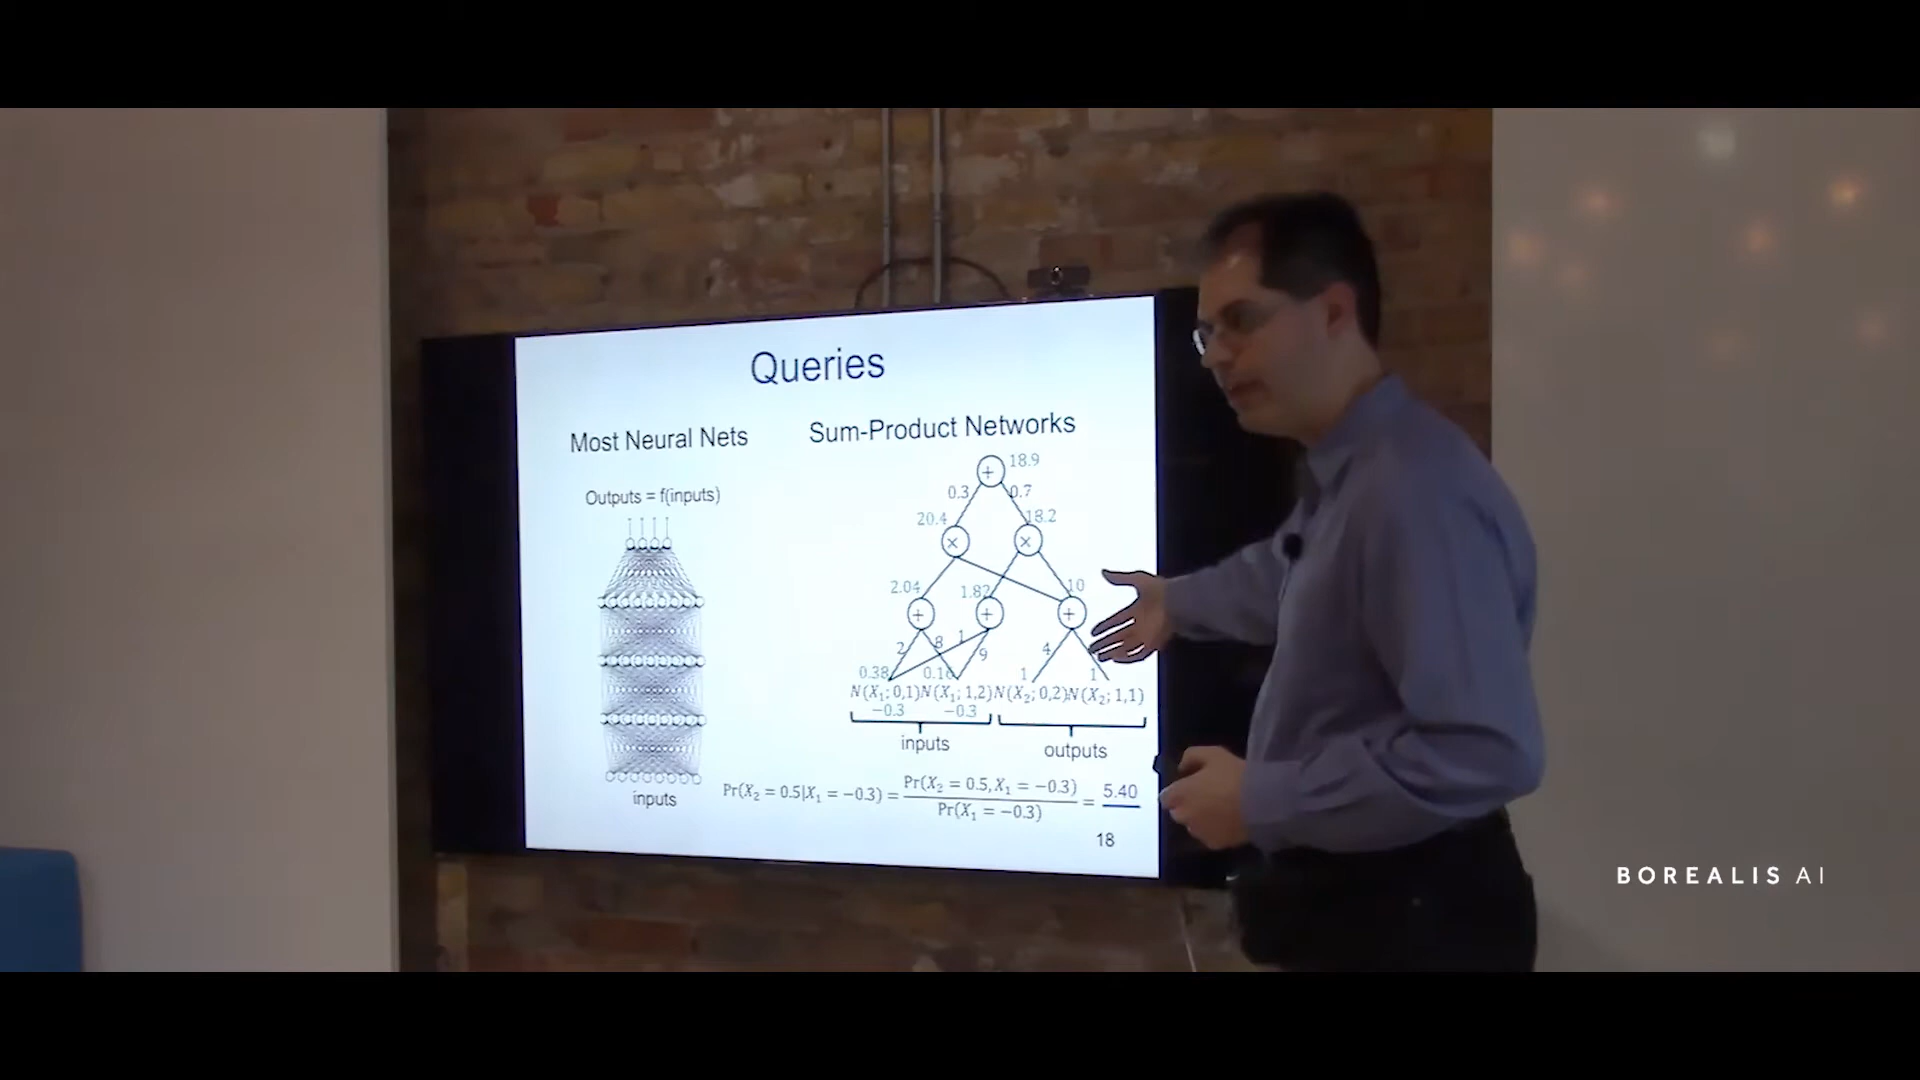 Queries
Most Neural Nets
Sum-Product Networks
Outputs = f(inputs)
+ 18.9
0.3 0.7
20.4 18.2
× ×
2.04 1.82 10
+ + +
2 8 1 9 4
0.38 0.16 1 1
N(X₁; 0,1) N(X₁; 1,2) N(X₂; 0,2) N(X₂; 1,1)
−0.3 −0.3
inputs outputs
inputs
Pr(X₂ = 0.5|X₁ = −0.3) = Pr(X₂ = 0.5, X₁ = −0.3) / Pr(X₁ = −0.3) = 5.40
18
BOREALIS AI